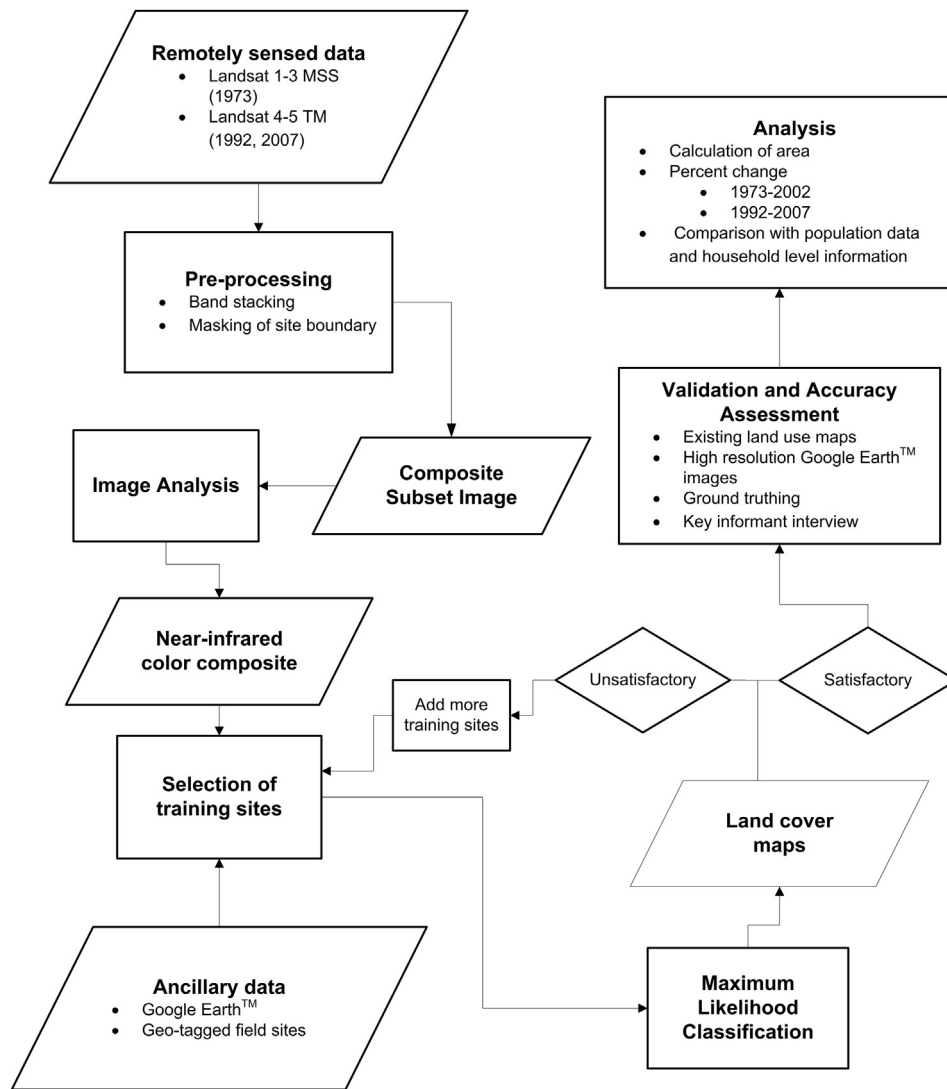 Remotely sensed data
• Landsat 1-3 MSS
(1973)
• Landsat 4-5 TM
(1992, 2007)
Pre-processing
• Band stacking
• Masking of site boundary
Composite
Subset Image
Image Analysis
Near-infrared
color composite
Selection of
training sites
Ancillary data
• Google Earth™
• Geo-tagged field sites
Add more
training sites
Unsatisfactory
Satisfactory
Land cover
maps
Maximum
Likelihood
Classification
Validation and Accuracy
Assessment
• Existing land use maps
• High resolution Google Earth™
images
• Ground truthing
• Key informant interview
Analysis
• Calculation of area
• Percent change
• 1973-2002
• 1992-2007
• Comparison with population data
and household level information